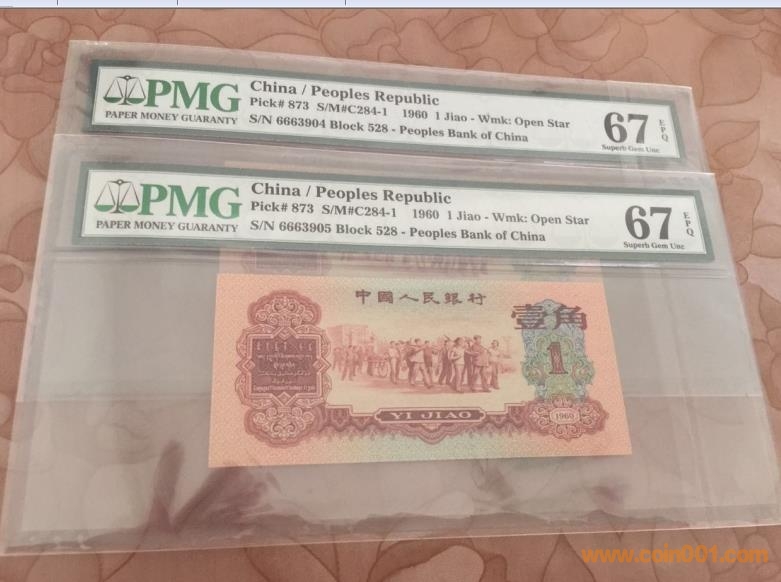 PMG
PAPER MONEY GUARANTY
China / Peoples Republic
Pick# 873 S/M#C284-1 1960 1 Jiao - Wmk: Open Star
S/N 6663904 Block 528 - Peoples Bank of China
67 EPQ
Superb Gem Unc
PMG
PAPER MONEY GUARANTY
China / Peoples Republic
Pick# 873 S/M#C284-1 1960 1 Jiao - Wmk: Open Star
S/N 6663905 Block 528 - Peoples Bank of China
67 EPQ
Superb Gem Unc
中國人民銀行
壹角
1
YI JIAO
1960
www.coin001.com